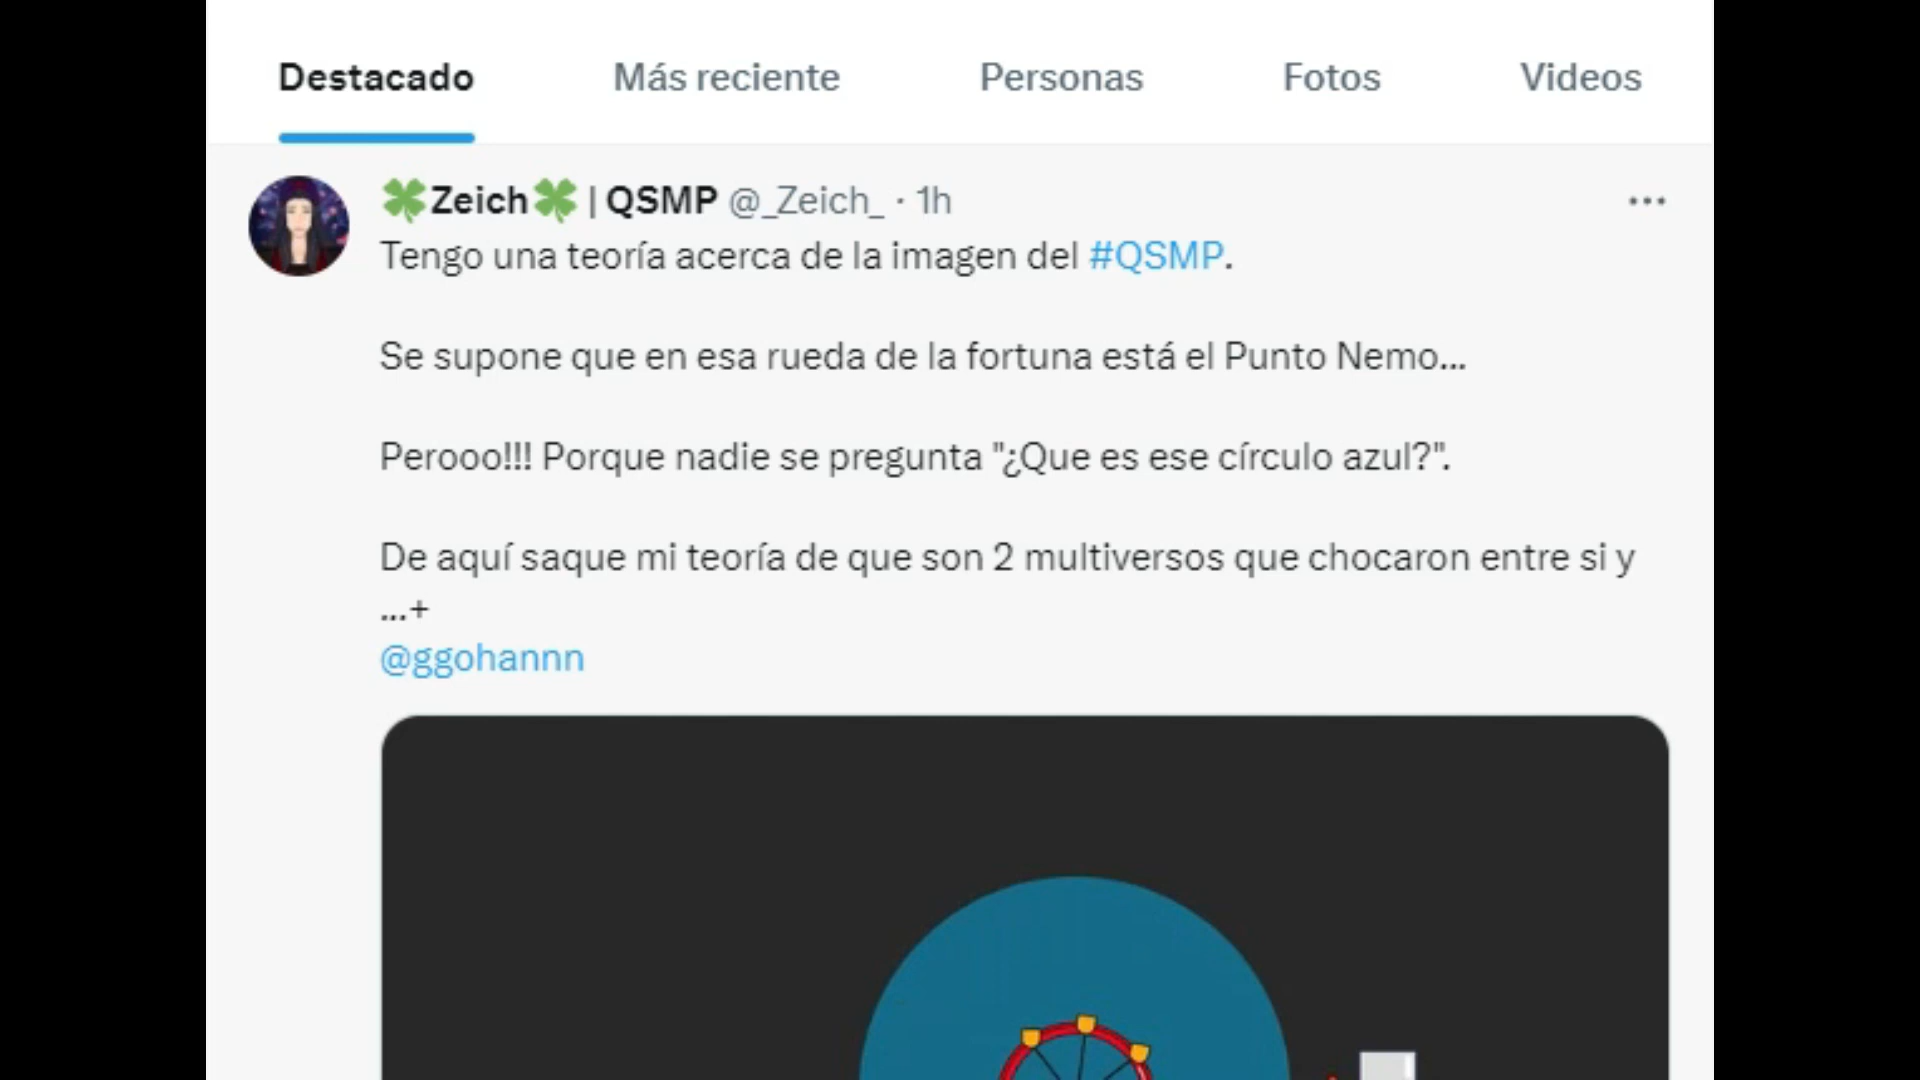 Destacado Más reciente Personas Fotos Videos
🍀Zeich🍀 | QSMP @_Zeich_ · 1h
Tengo una teoría acerca de la imagen del #QSMP.
Se supone que en esa rueda de la fortuna está el Punto Nemo...
Perooo!!! Porque nadie se pregunta "¿Que es ese círculo azul?".
De aquí saque mi teoría de que son 2 multiversos que chocaron entre si y
...+
@ggohannn